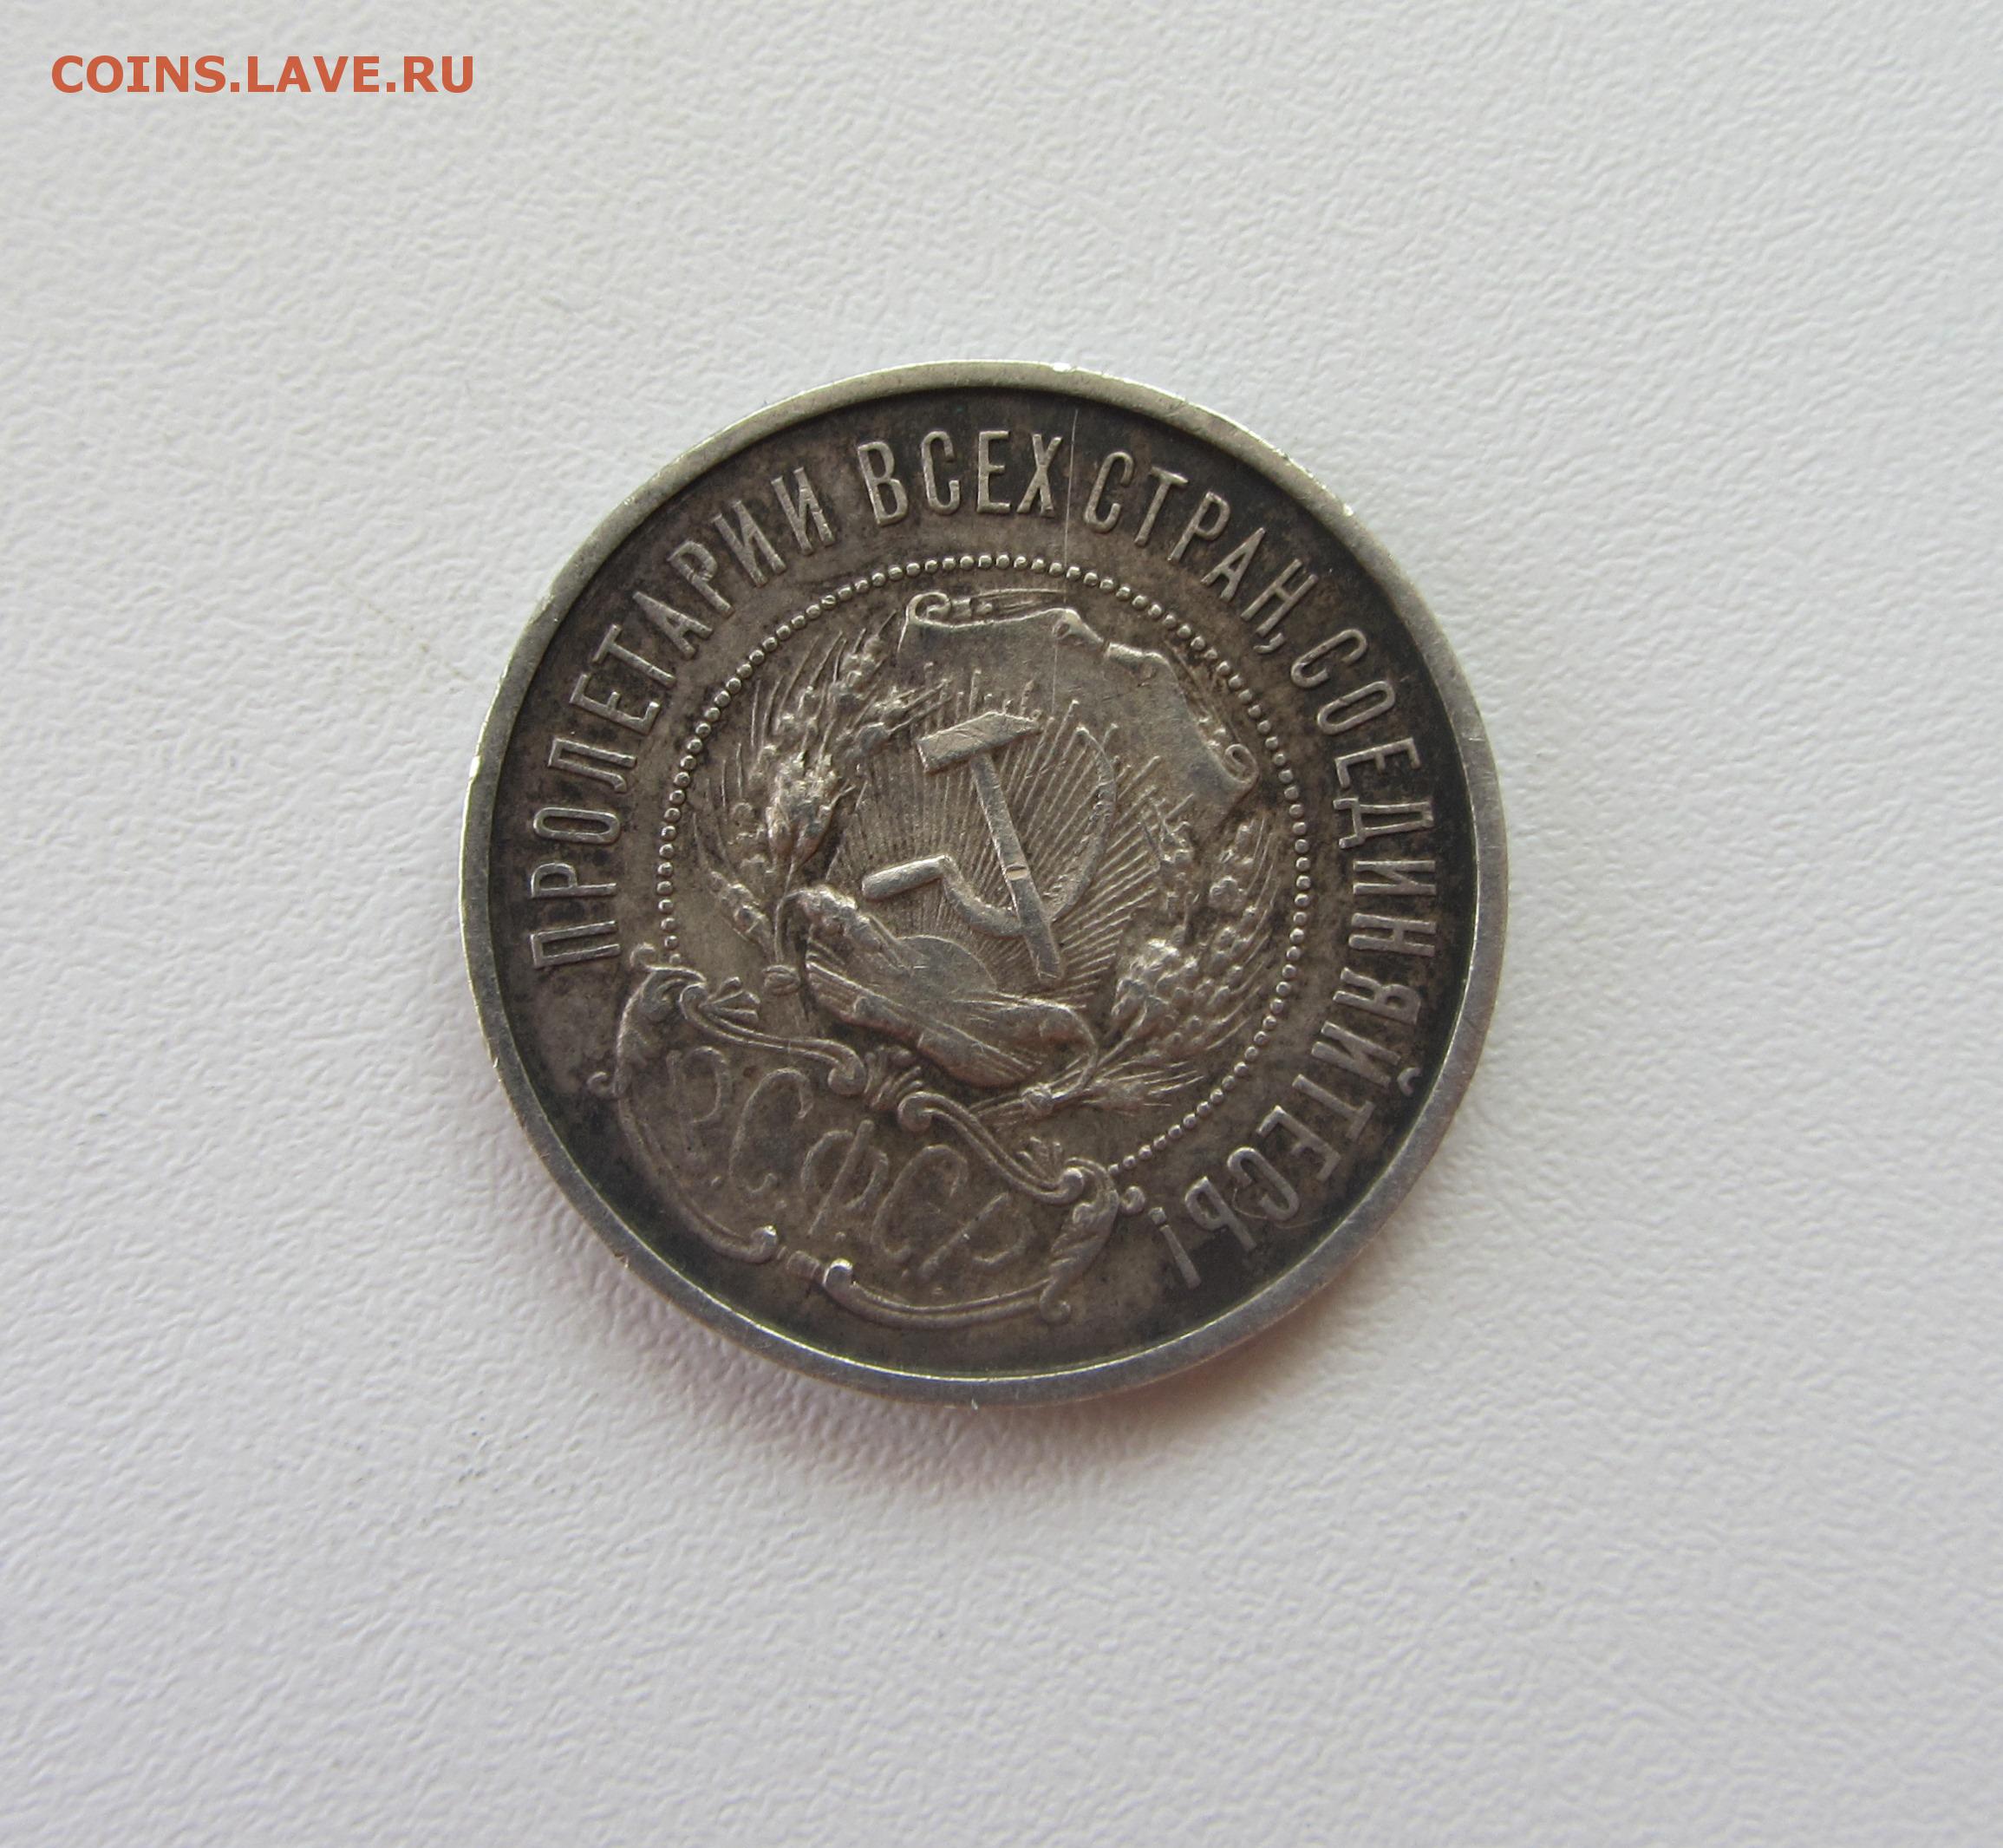 COINS.LAVE.RU
ПРОЛЕТАРИИ ВСЕХ СТРАН, СОЕДИНЯЙТЕСЬ!
Р.С.Ф.С.Р.